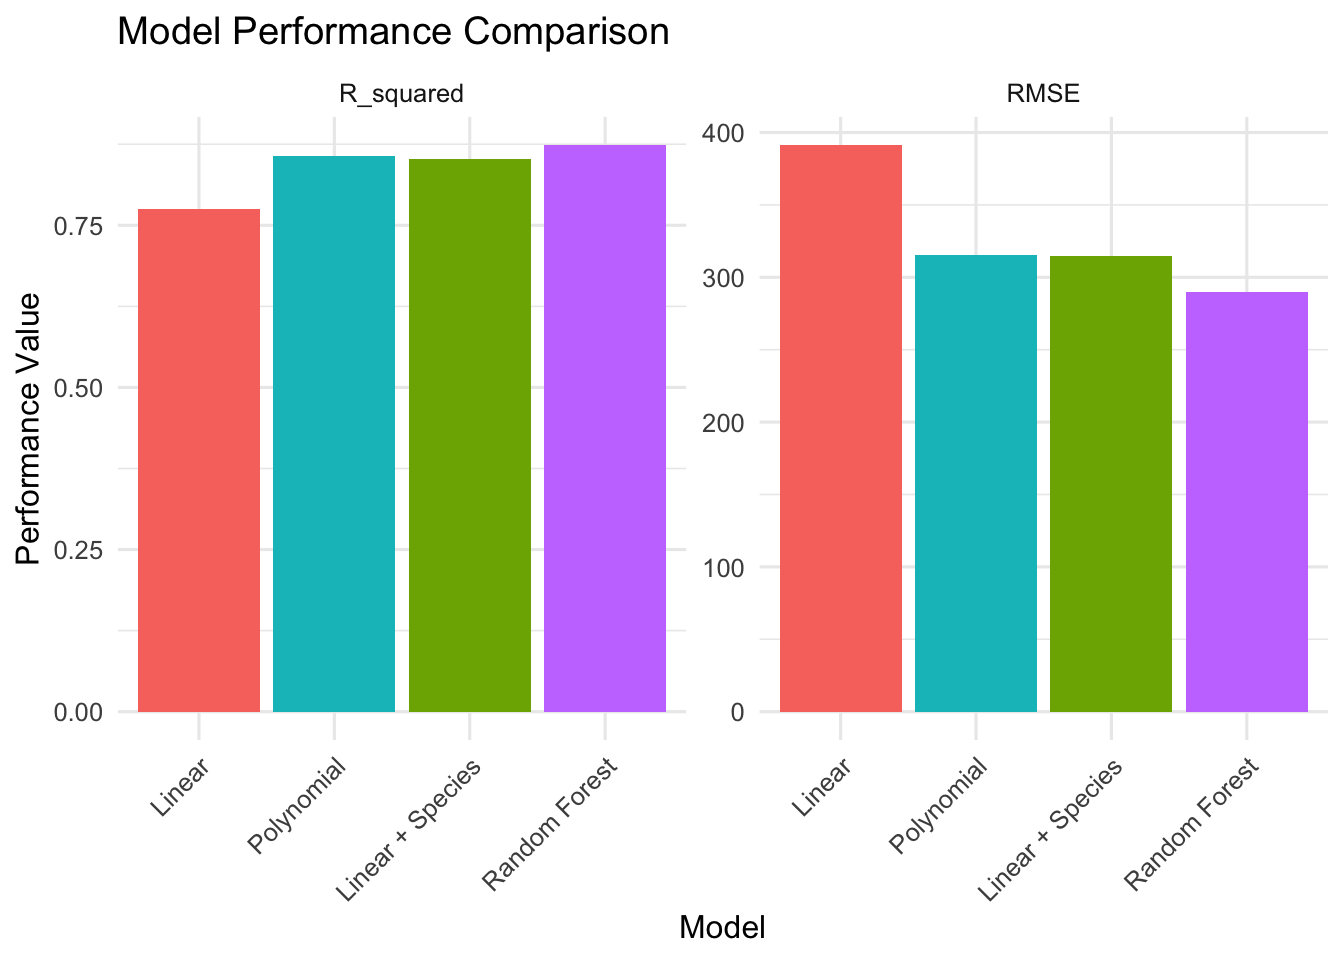 Model Performance Comparison
R_squared
RMSE
Performance Value
0.75
0.50
0.25
0.00
400
300
200
100
0
Linear
Polynomial
Linear + Species
Random Forest
Linear
Polynomial
Linear + Species
Random Forest
Model